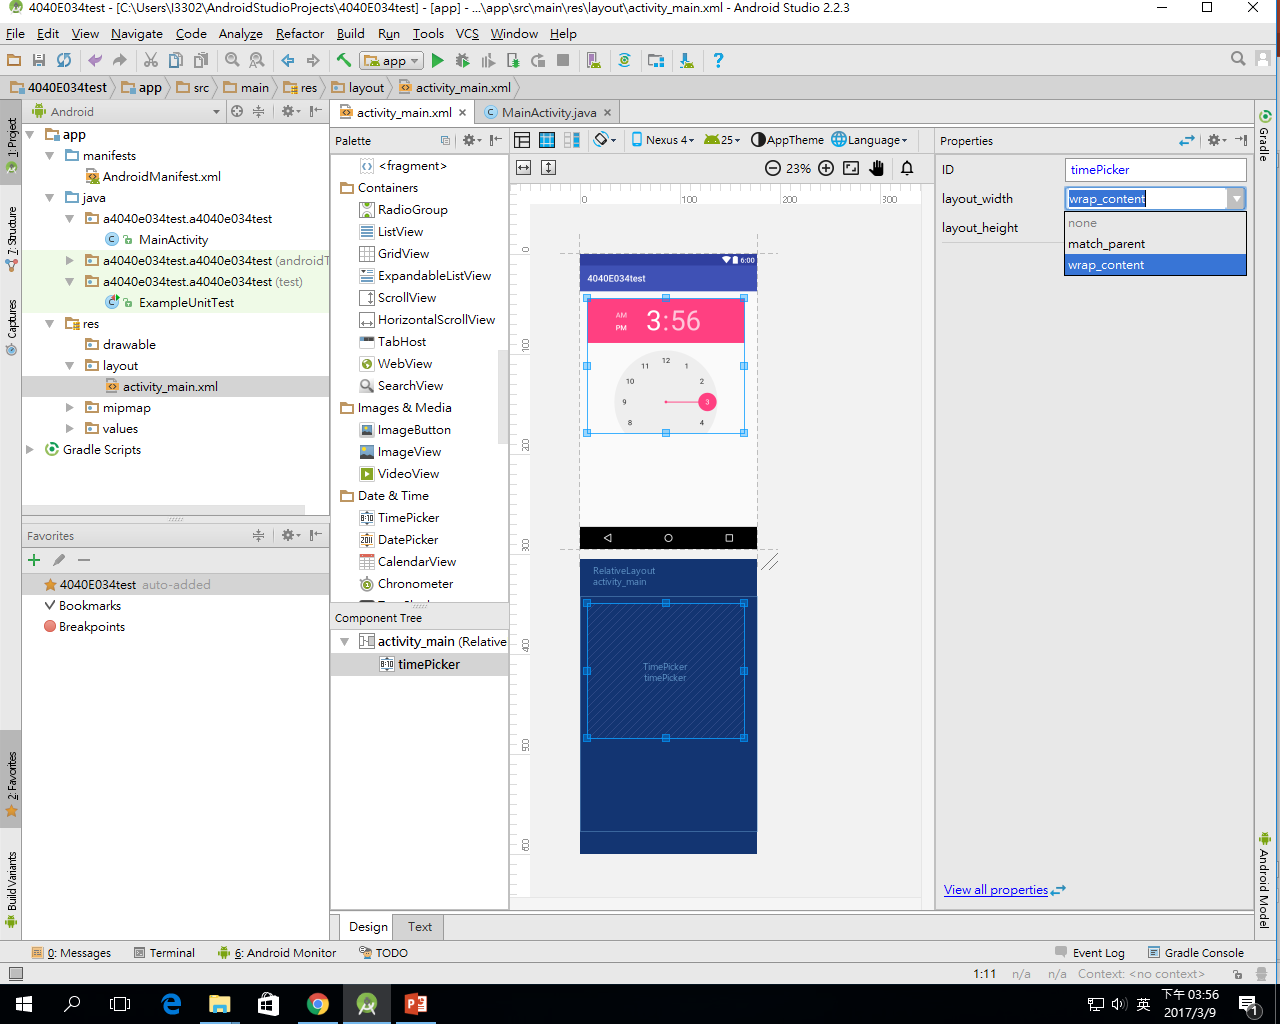 4040E034test - [C:\Users\I3302\AndroidStudioProjects\4040E034test] - [app] - ...\app\src\main\res\layout\activity_main.xml - Android Studio 2.2.3
File Edit View Navigate Code Analyze Refactor Build Run Tools VCS Window Help
app
4040E034test app src main res layout activity_main.xml
1: Project
7: Structure
Captures
2: Favorites
Build Variants
Android
app
manifests
AndroidManifest.xml
java
a4040e034test.a4040e034test
MainActivity
a4040e034test.a4040e034test (androidT
a4040e034test.a4040e034test (test)
ExampleUnitTest
res
drawable
layout
activity_main.xml
mipmap
values
Gradle Scripts
Favorites
4040E034test auto-added
Bookmarks
Breakpoints
activity_main.xml MainActivity.java
Palette
<fragment>
Containers
RadioGroup
ListView
GridView
ExpandableListView
ScrollView
HorizontalScrollView
TabHost
WebView
SearchView
Images & Media
ImageButton
ImageView
VideoView
Date & Time
TimePicker
DatePicker
CalendarView
Chronometer
Component Tree
activity_main (Relative
timePicker
Nexus 4 25 AppTheme Language
23%
0 100 200 300
0
100
200
300
400
500
600
6:00
4040E034test
AM
PM
3:56
12
11 1
10 2
9 3
8 4
RelativeLayout
activity_main
TimePicker
timePicker
Properties
ID timePicker
layout_width wrap_content
layout_height
none
match_parent
wrap_content
View all properties
Gradle
Android Model
Design Text
0: Messages Terminal 6: Android Monitor TODO Event Log Gradle Console
1:11 n/a n/a Context: <no context>
英
下午 03:56
2017/3/9
1